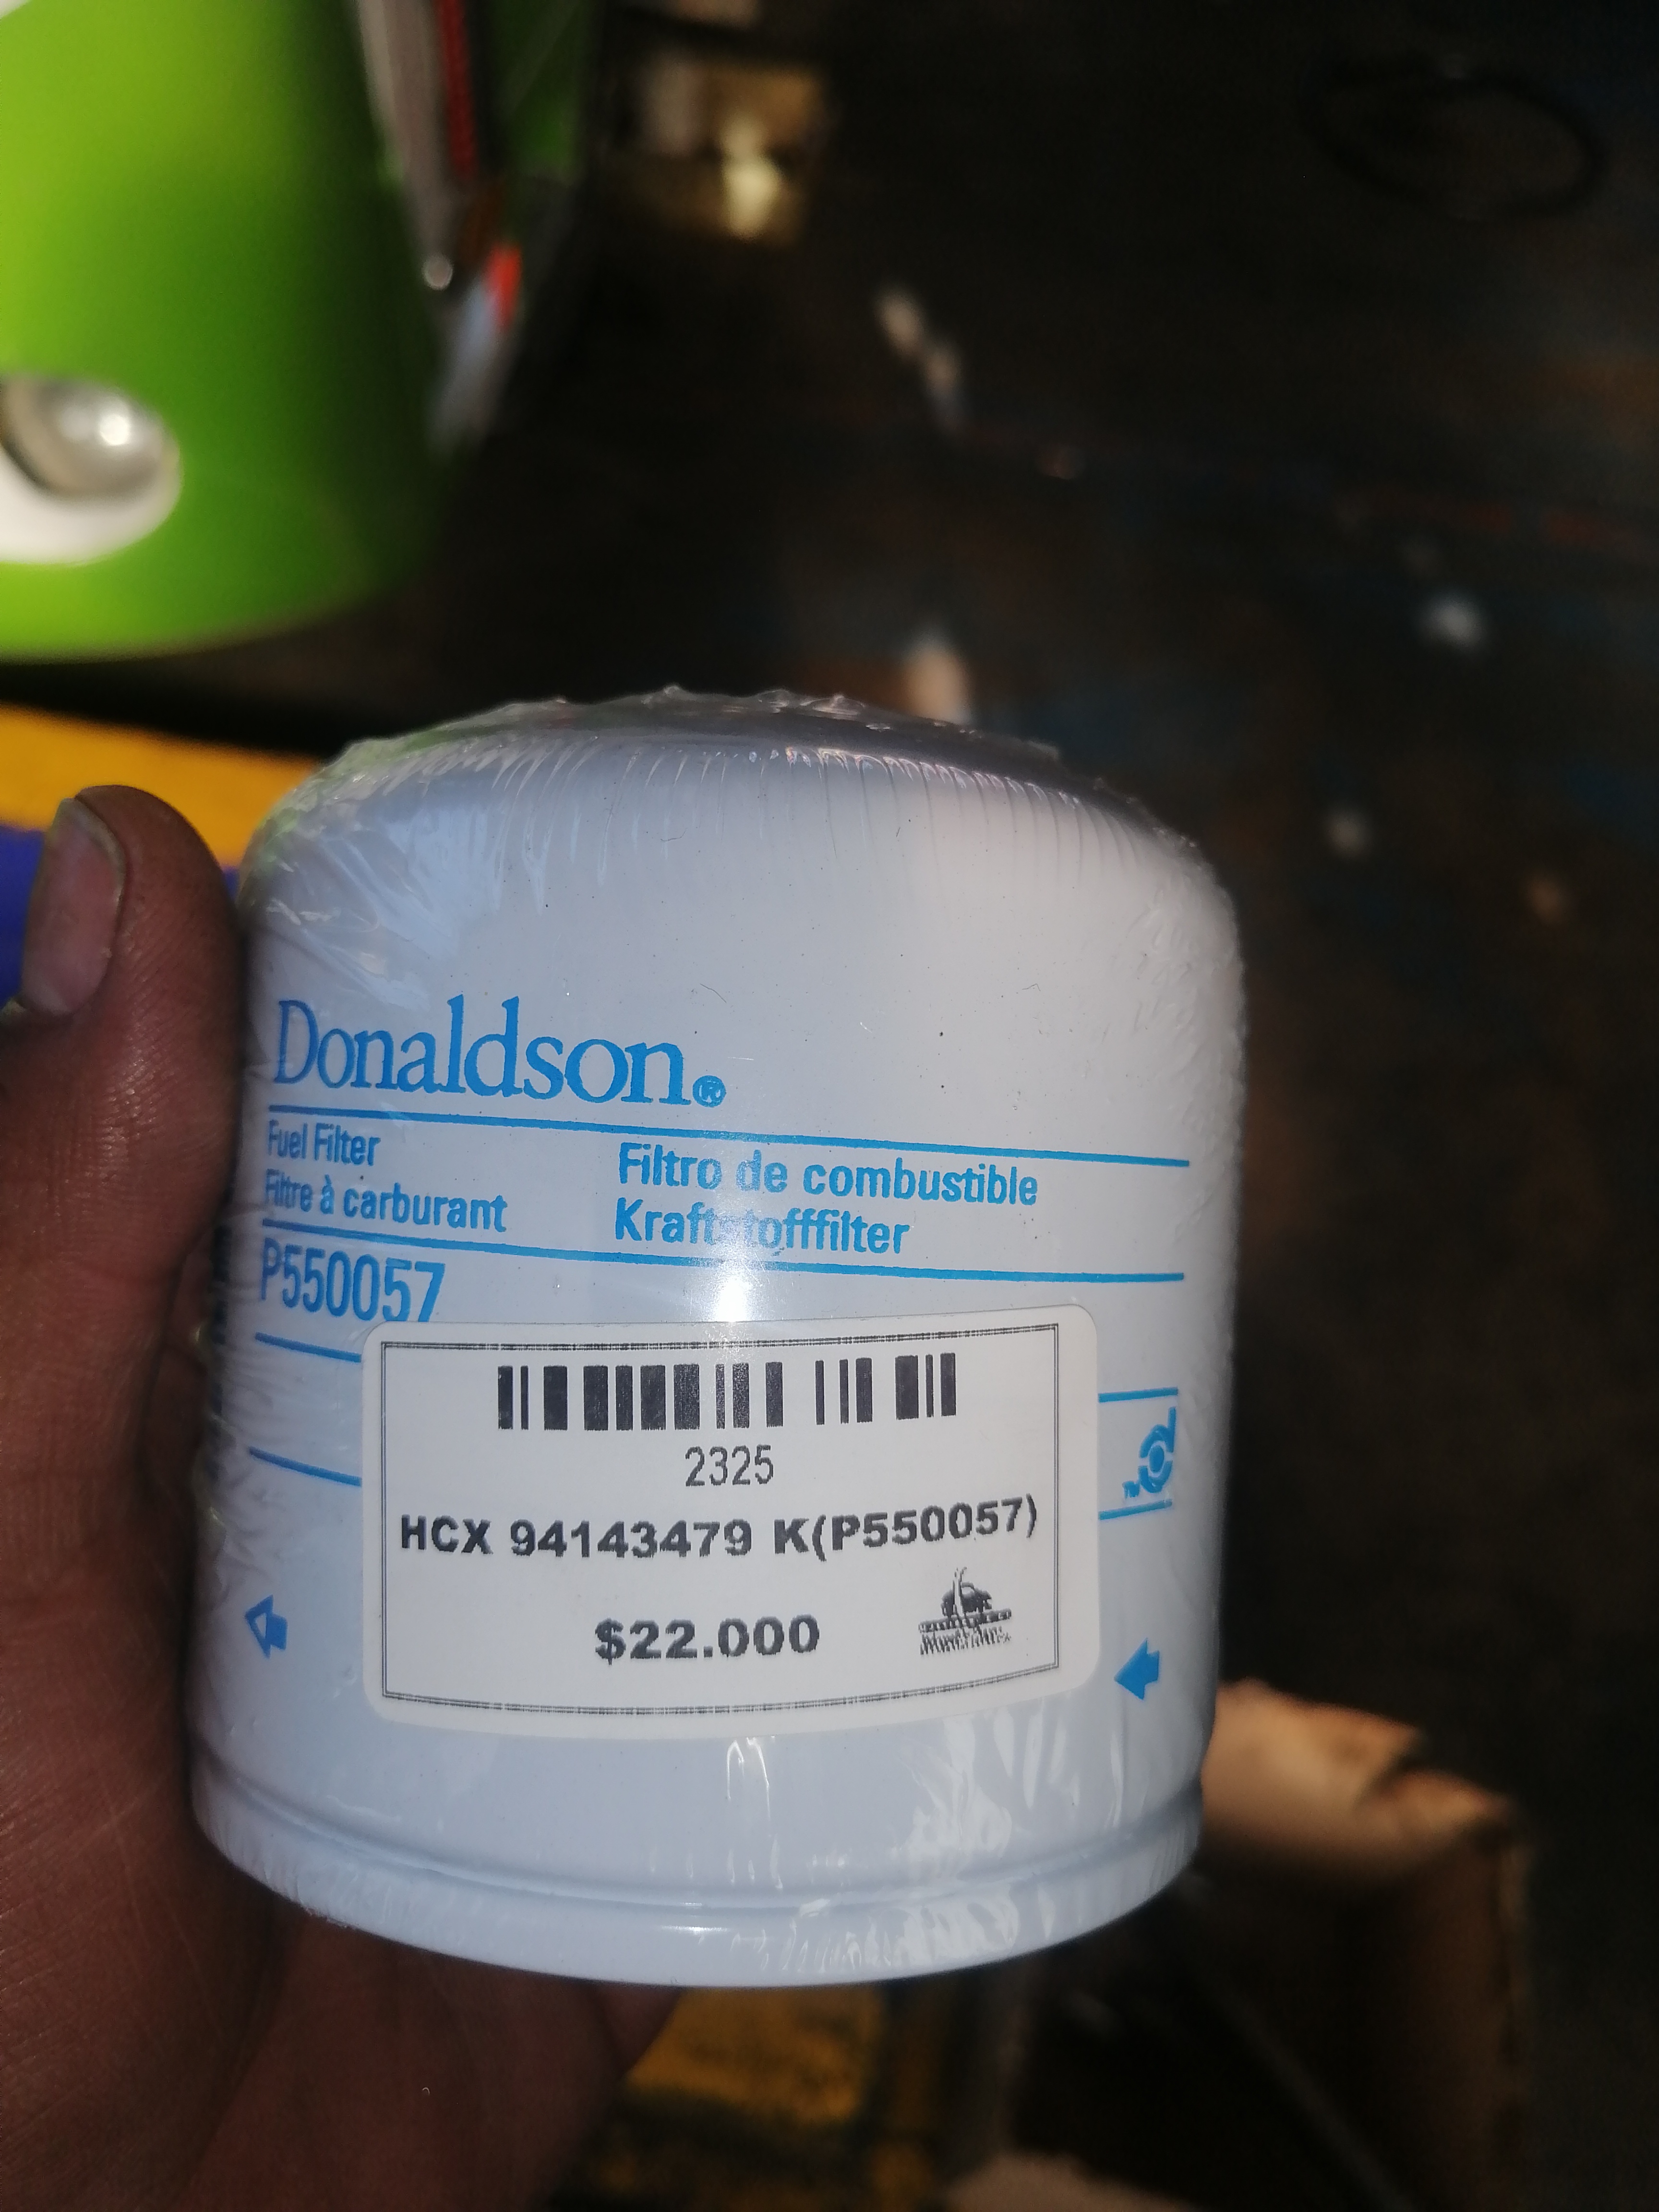 Donaldson®
Fuel Filter
Filtre à carburant
Filtro de combustible
Kraftstofffilter
P550057
2325
HCX 94143479 K(P550057)
$22.000